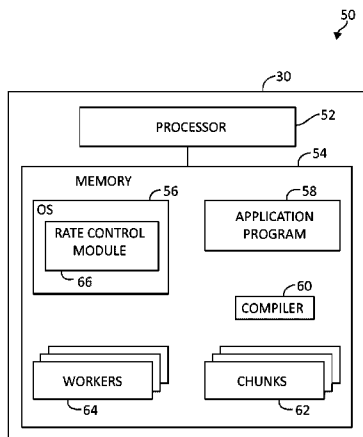 50
30
PROCESSOR
52
54
MEMORY
56
58
OS
RATE CONTROL
MODULE
66
APPLICATION
PROGRAM
60
COMPILER
WORKERS
64
CHUNKS
62